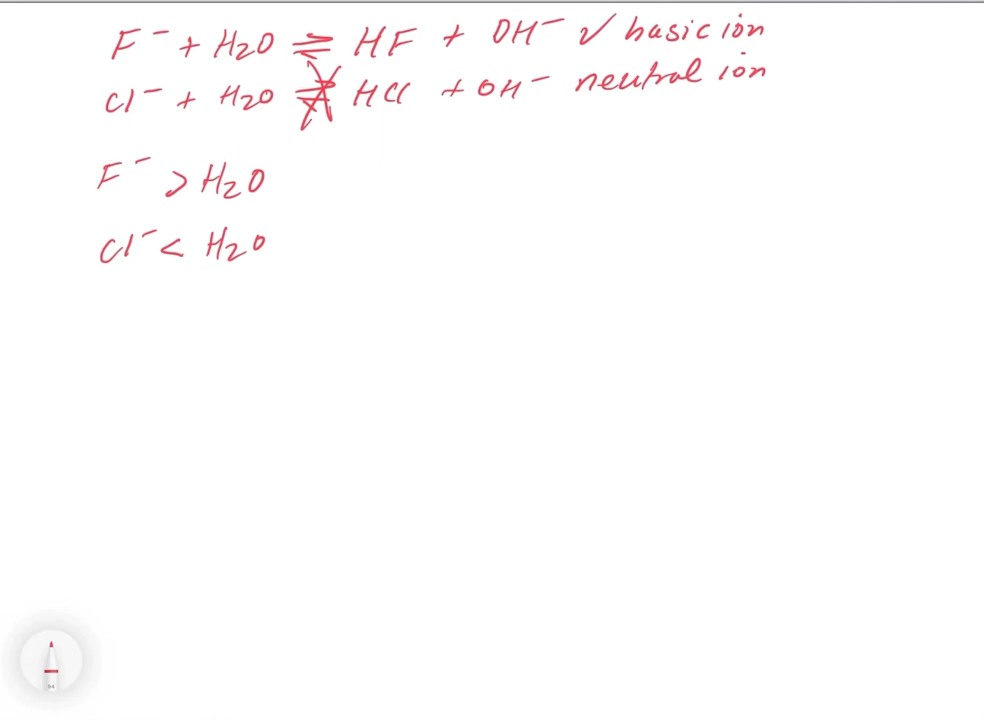 F⁻ + H₂O ⇌ HF + OH⁻ ✓ basic ion
Cl⁻ + H₂O ⇌ HCl + OH⁻ neutral ion
F⁻ > H₂O
Cl⁻ < H₂O